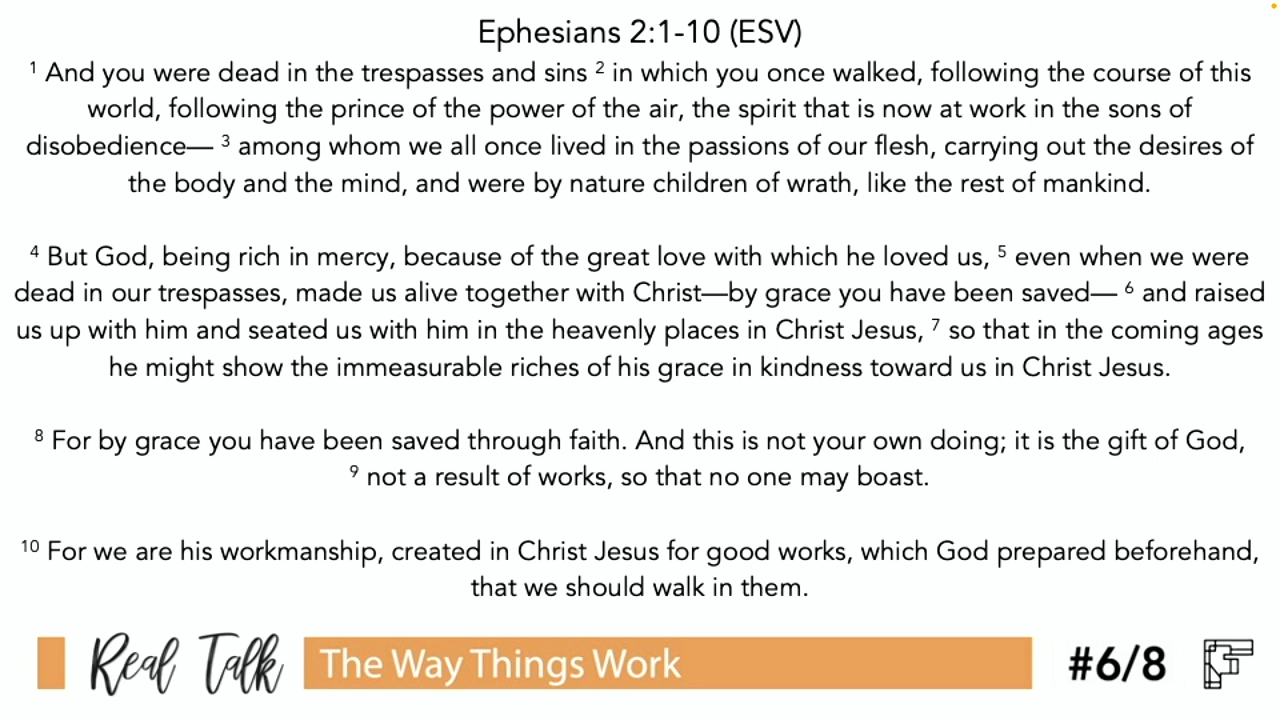 Ephesians 2:1-10 (ESV)
¹ And you were dead in the trespasses and sins ² in which you once walked, following the course of this
world, following the prince of the power of the air, the spirit that is now at work in the sons of
disobedience— ³ among whom we all once lived in the passions of our flesh, carrying out the desires of
the body and the mind, and were by nature children of wrath, like the rest of mankind.
⁴ But God, being rich in mercy, because of the great love with which he loved us, ⁵ even when we were
dead in our trespasses, made us alive together with Christ—by grace you have been saved— ⁶ and raised
us up with him and seated us with him in the heavenly places in Christ Jesus, ⁷ so that in the coming ages
he might show the immeasurable riches of his grace in kindness toward us in Christ Jesus.
⁸ For by grace you have been saved through faith. And this is not your own doing; it is the gift of God,
⁹ not a result of works, so that no one may boast.
¹⁰ For we are his workmanship, created in Christ Jesus for good works, which God prepared beforehand,
that we should walk in them.
Real Talk The Way Things Work #6/8